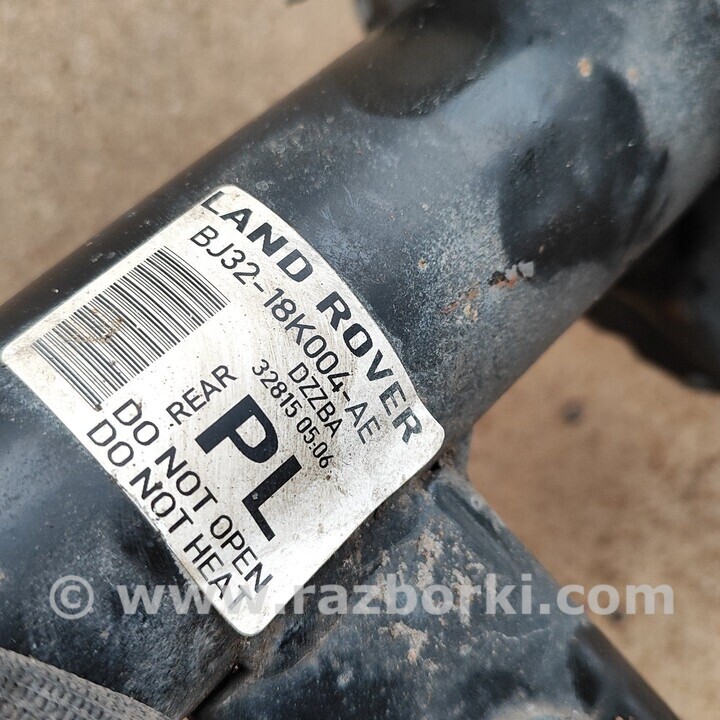 LAND ROVER
BJ32-18K004-AE
DZZBA
32815 05:06
REAR
PL
DO NOT OPEN
DO NOT HEAT
© www.razborki.com